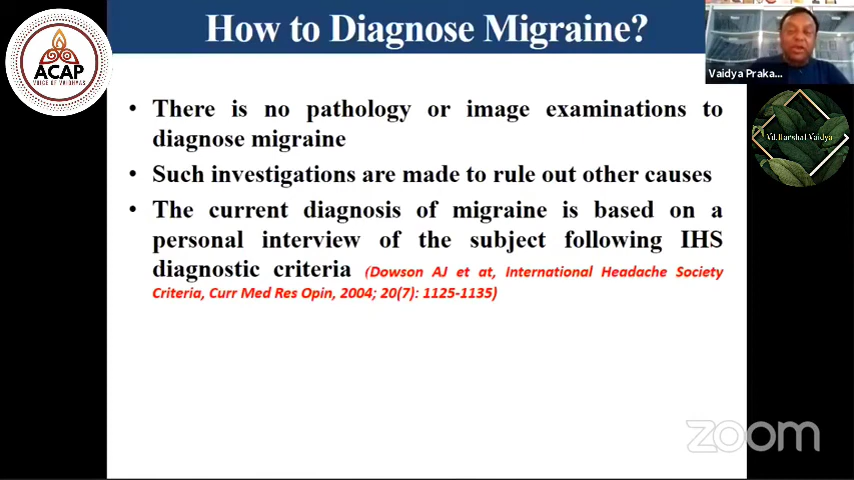 How to Diagnose Migraine?
ACAP
VOICE OF VAIDHYAS
Vaidya Praka...
Vd.Harshal Vaidya
• There is no pathology or image examinations to
diagnose migraine
• Such investigations are made to rule out other causes
• The current diagnosis of migraine is based on a
personal interview of the subject following IHS
diagnostic criteria (Dowson AJ et at, International Headache Society
Criteria, Curr Med Res Opin, 2004; 20(7): 1125-1135)
zoom